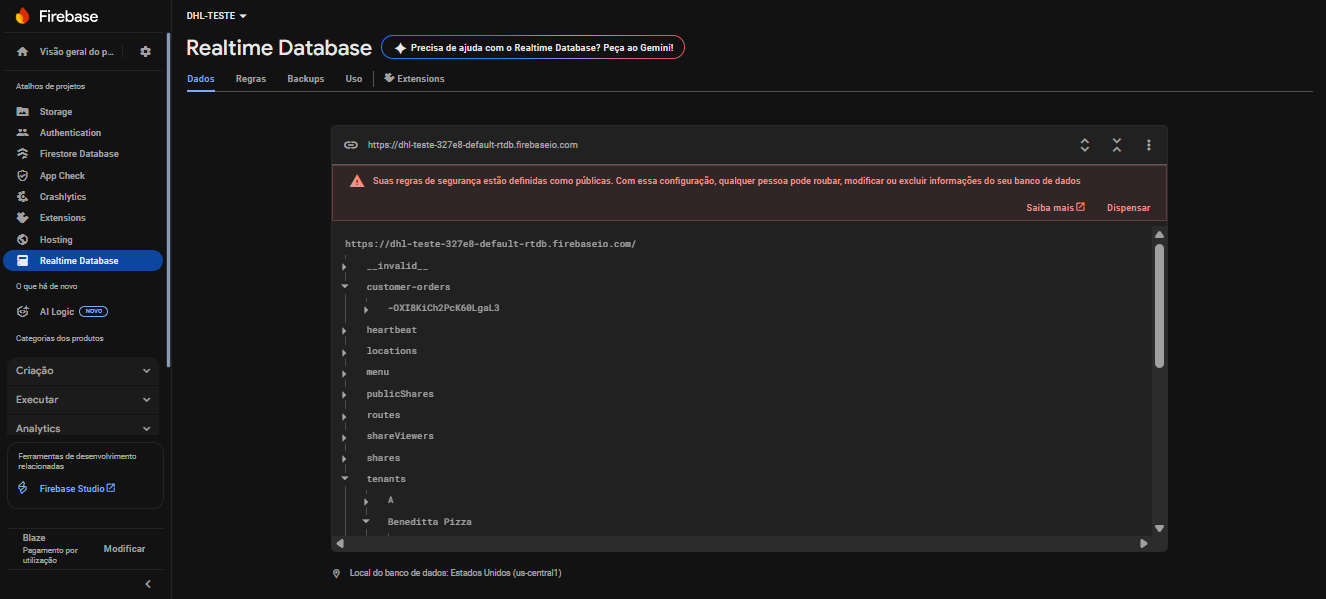 Firebase
Visão geral do p...
Atalhos de projetos
Storage
Authentication
Firestore Database
App Check
Crashlytics
Extensions
Hosting
Realtime Database
O que há de novo
AI Logic NOVO
Categorias dos produtos
Criação
Executar
Analytics
Ferramentas de desenvolvimento
relacionadas
Firebase Studio
Blaze
Pagamento por
utilização
Modificar
DHL-TESTE
Realtime Database
Precisa de ajuda com o Realtime Database? Peça ao Gemini!
Dados Regras Backups Uso Extensions
https://dhl-teste-327e8-default-rtdb.firebaseio.com
Suas regras de segurança estão definidas como públicas. Com essa configuração, qualquer pessoa pode roubar, modificar ou excluir informações do seu banco de dados
Saiba mais Dispensar
https://dhl-teste-327e8-default-rtdb.firebaseio.com/
__invalid__
customer-orders
-OXI8KiCh2PcK60LgaL3
heartbeat
locations
menu
publicShares
routes
shareViewers
shares
tenants
A
Beneditta Pizza
Local do banco de dados: Estados Unidos (us-central1)